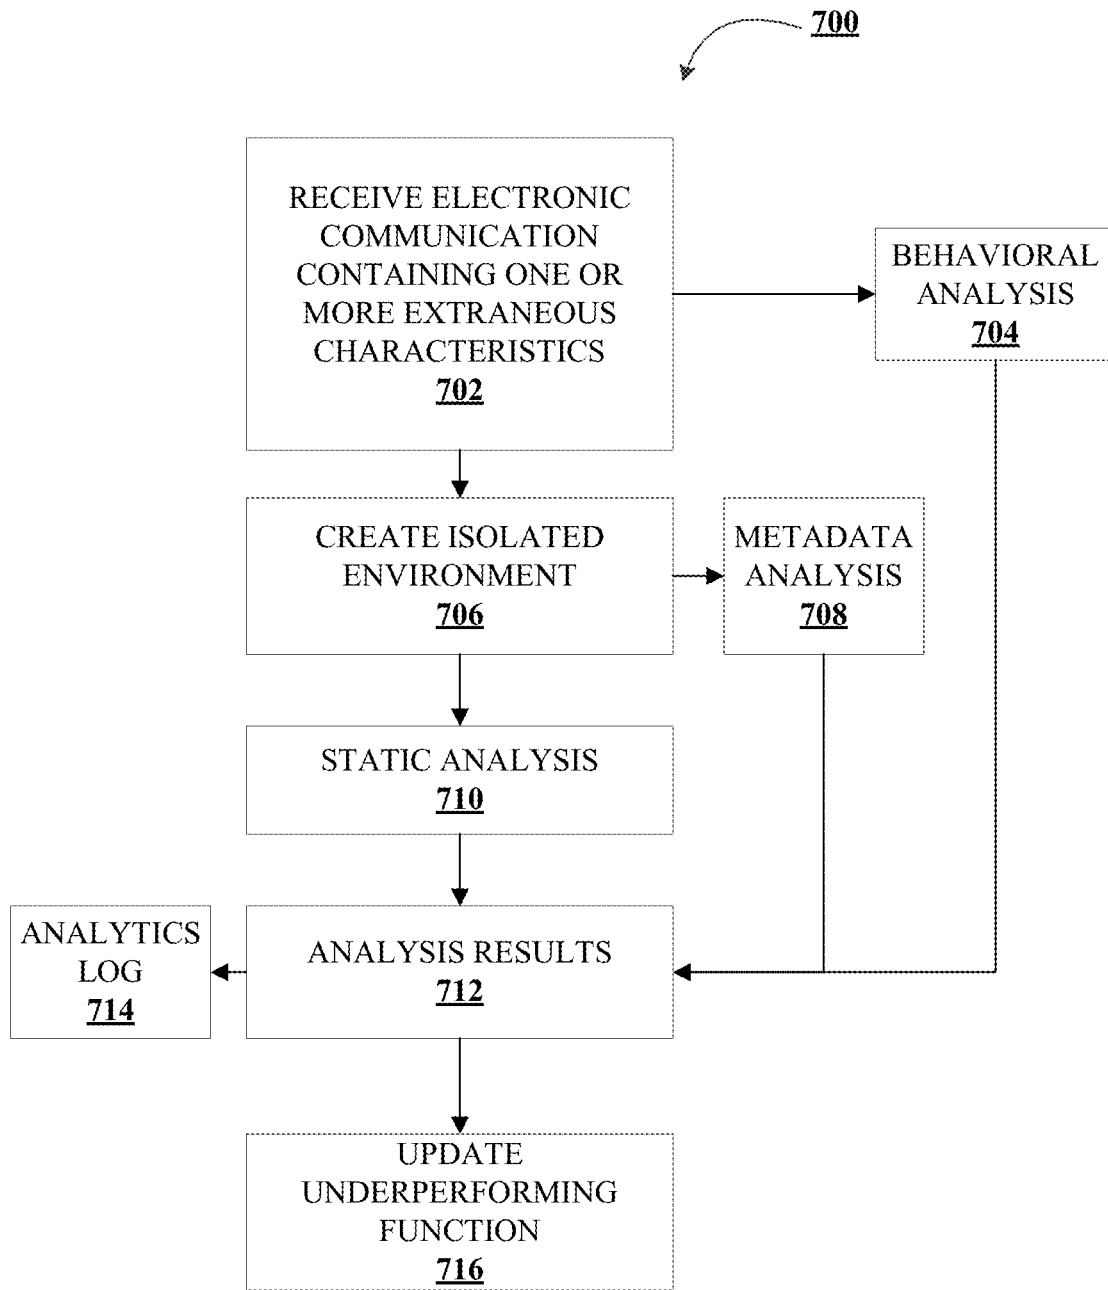 700
RECEIVE ELECTRONIC
COMMUNICATION
CONTAINING ONE OR
MORE EXTRANEOUS
CHARACTERISTICS
702
BEHAVIORAL
ANALYSIS
704
CREATE ISOLATED
ENVIRONMENT
706
METADATA
ANALYSIS
708
STATIC ANALYSIS
710
ANALYTICS
LOG
714
ANALYSIS RESULTS
712
UPDATE
UNDERPERFORMING
FUNCTION
716